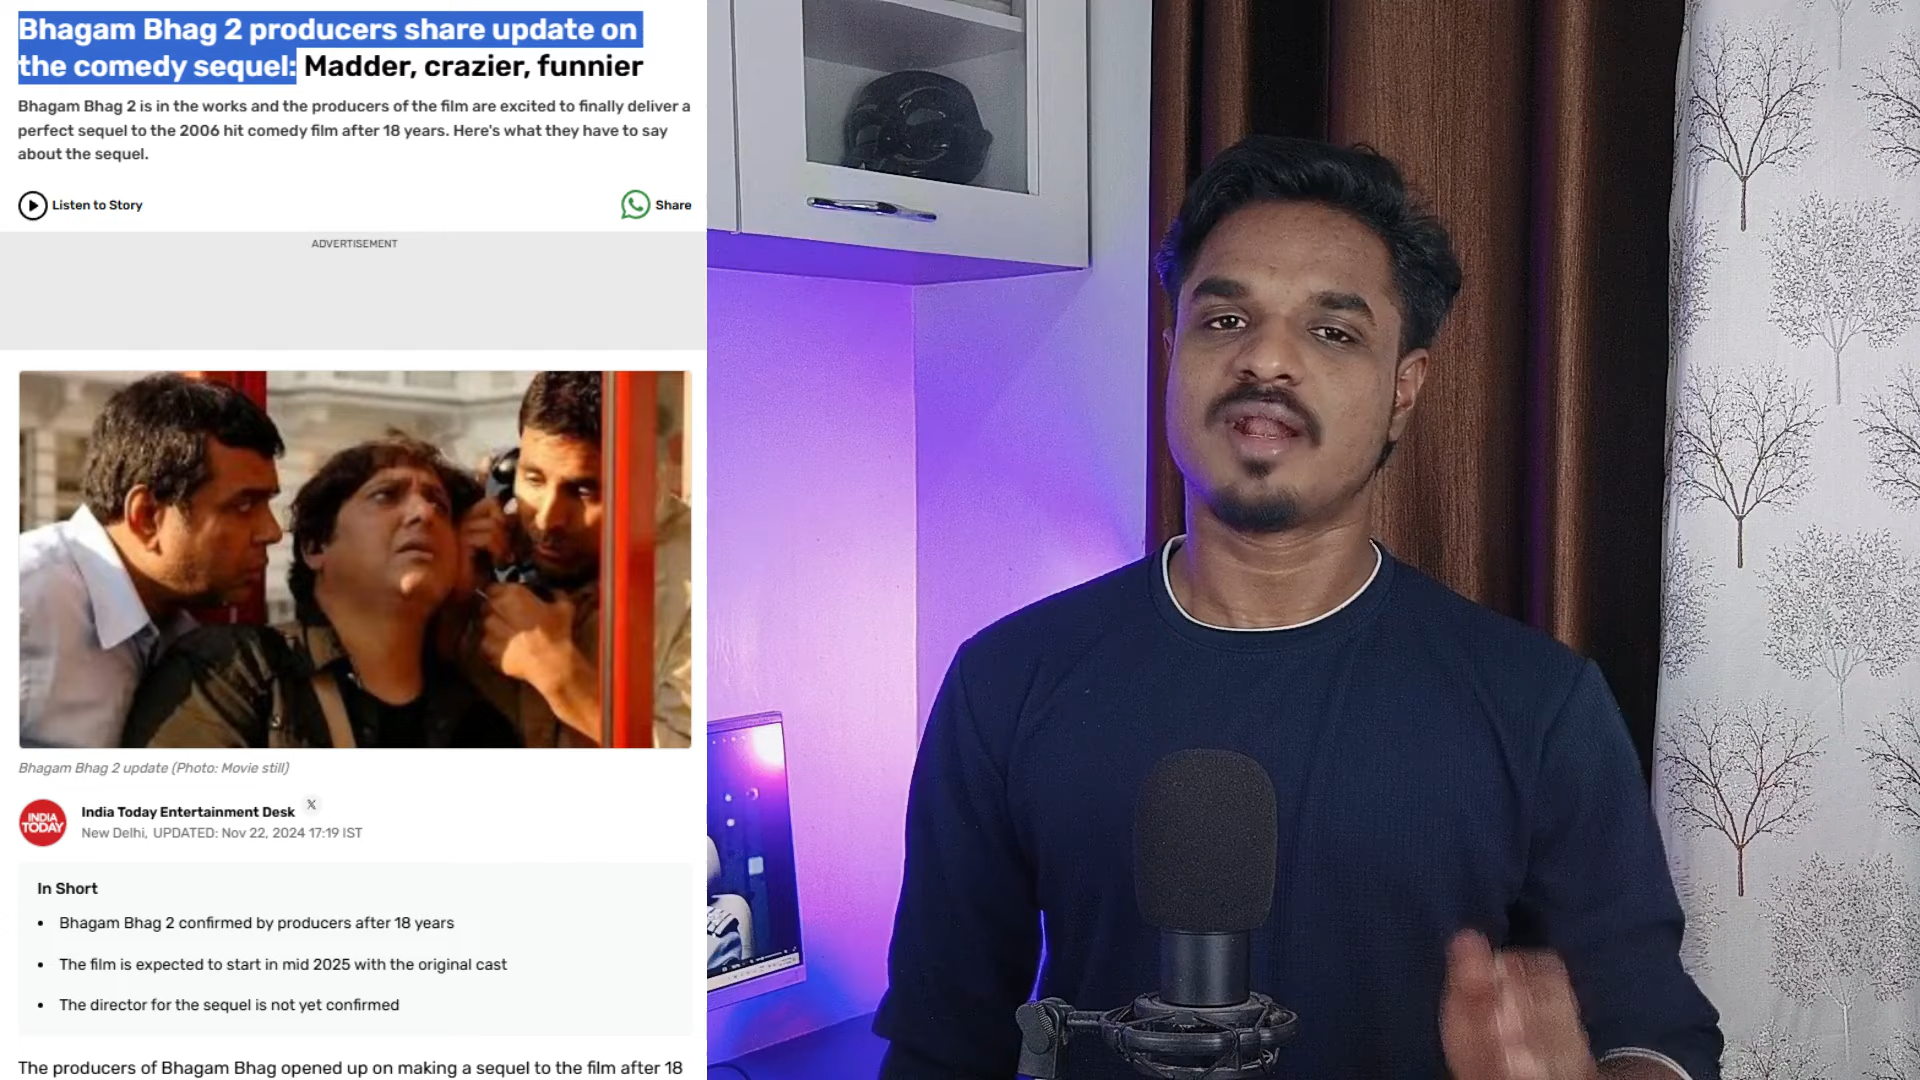 Bhagam Bhag 2 producers share update on
the comedy sequel: Madder, crazier, funnier
Bhagam Bhag 2 is in the works and the producers of the film are excited to finally deliver a
perfect sequel to the 2006 hit comedy film after 18 years. Here's what they have to say
about the sequel.
Listen to Story
Share
ADVERTISEMENT
Bhagam Bhag 2 update (Photo: Movie still)
INDIA
TODAY
India Today Entertainment Desk
New Delhi, UPDATED: Nov 22, 2024 17:19 IST
In Short
• Bhagam Bhag 2 confirmed by producers after 18 years
• The film is expected to start in mid 2025 with the original cast
• The director for the sequel is not yet confirmed
The producers of Bhagam Bhag opened up on making a sequel to the film after 18